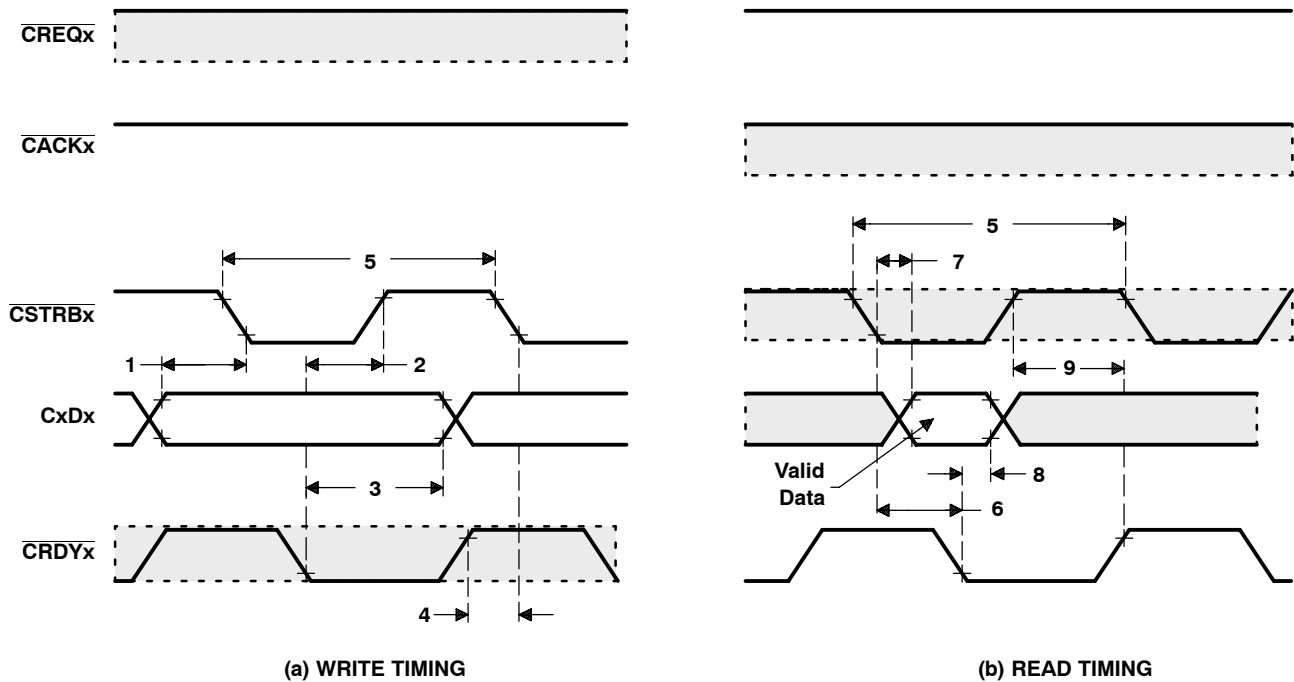 CREQx
CACKx
5
CSTRBx
1
2
CxDx
3
CRDYx
4
(a) WRITE TIMING
5
7
9
Valid
Data
8
6
(b) READ TIMING